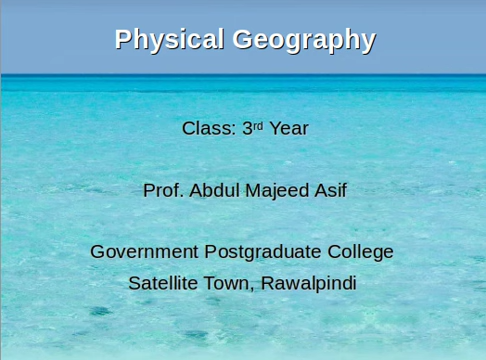 Physical Geography
Class: 3rd Year
Prof. Abdul Majeed Asif
Government Postgraduate College
Satellite Town, Rawalpindi